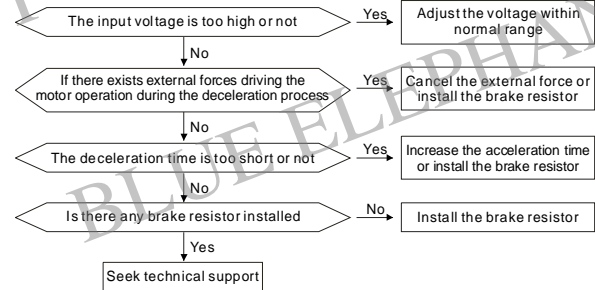 The input voltage is too high or not
Yes
Adjust the voltage within
normal range
No
If there exists external forces driving the
motor operation during the deceleration process
Yes
Cancel the external force or
install the brake resistor
No
The deceleration time is too short or not
Yes
Increase the acceleration time
or install the brake resistor
No
Is there any brake resistor installed
No
Install the brake resistor
Yes
Seek technical support
BLUE ELEPHAN